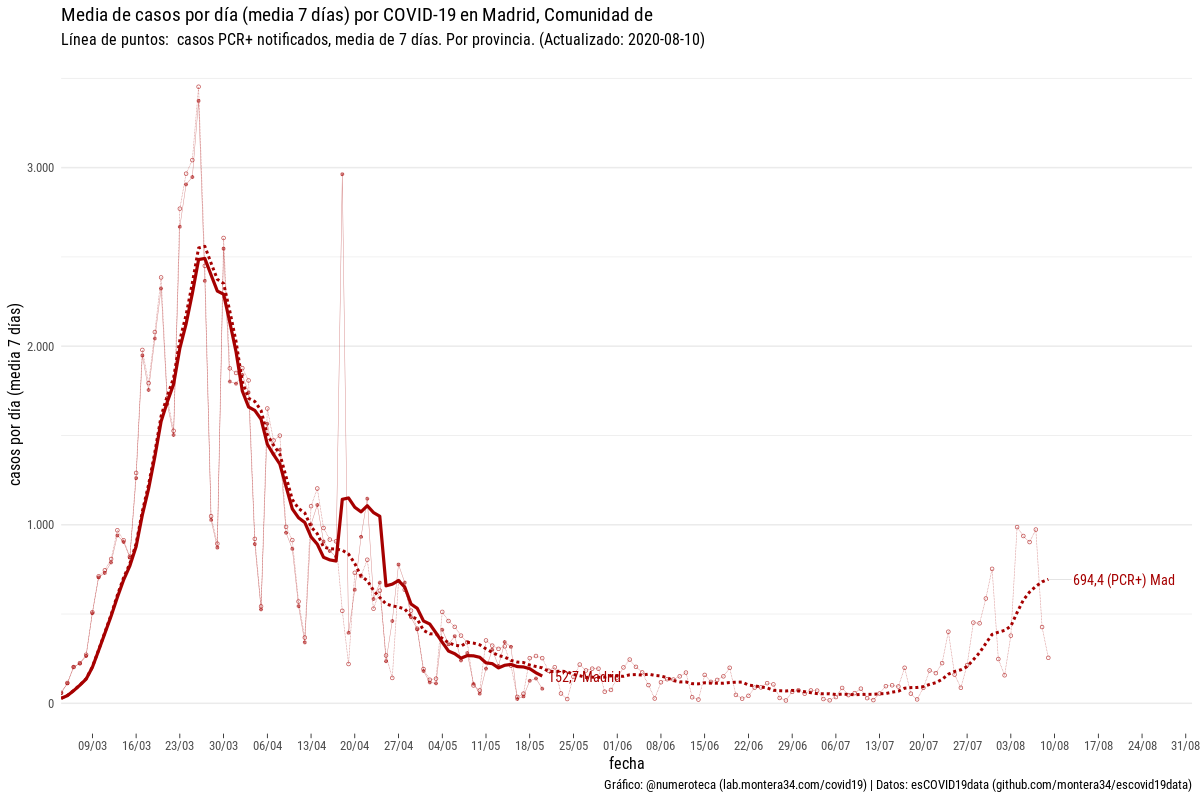 Media de casos por día (media 7 días) por COVID-19 en Madrid, Comunidad de
Línea de puntos:  casos PCR+ notificados, media de 7 días. Por provincia. (Actualizado: 2020-08-10)
casos por día (media 7 días)
3.000
2.000
1.000
0
694,4 (PCR+) Mad
152,7 Madrid
09/03 16/03 23/03 30/03 06/04 13/04 20/04 27/04 04/05 11/05 18/05 25/05 01/06 08/06 15/06 22/06 29/06 06/07 13/07 20/07 27/07 03/08 10/08 17/08 24/08 31/08
fecha
Gráfico: @numeroteca (lab.montera34.com/covid19) | Datos: esCOVID19data (github.com/montera34/escovid19data)